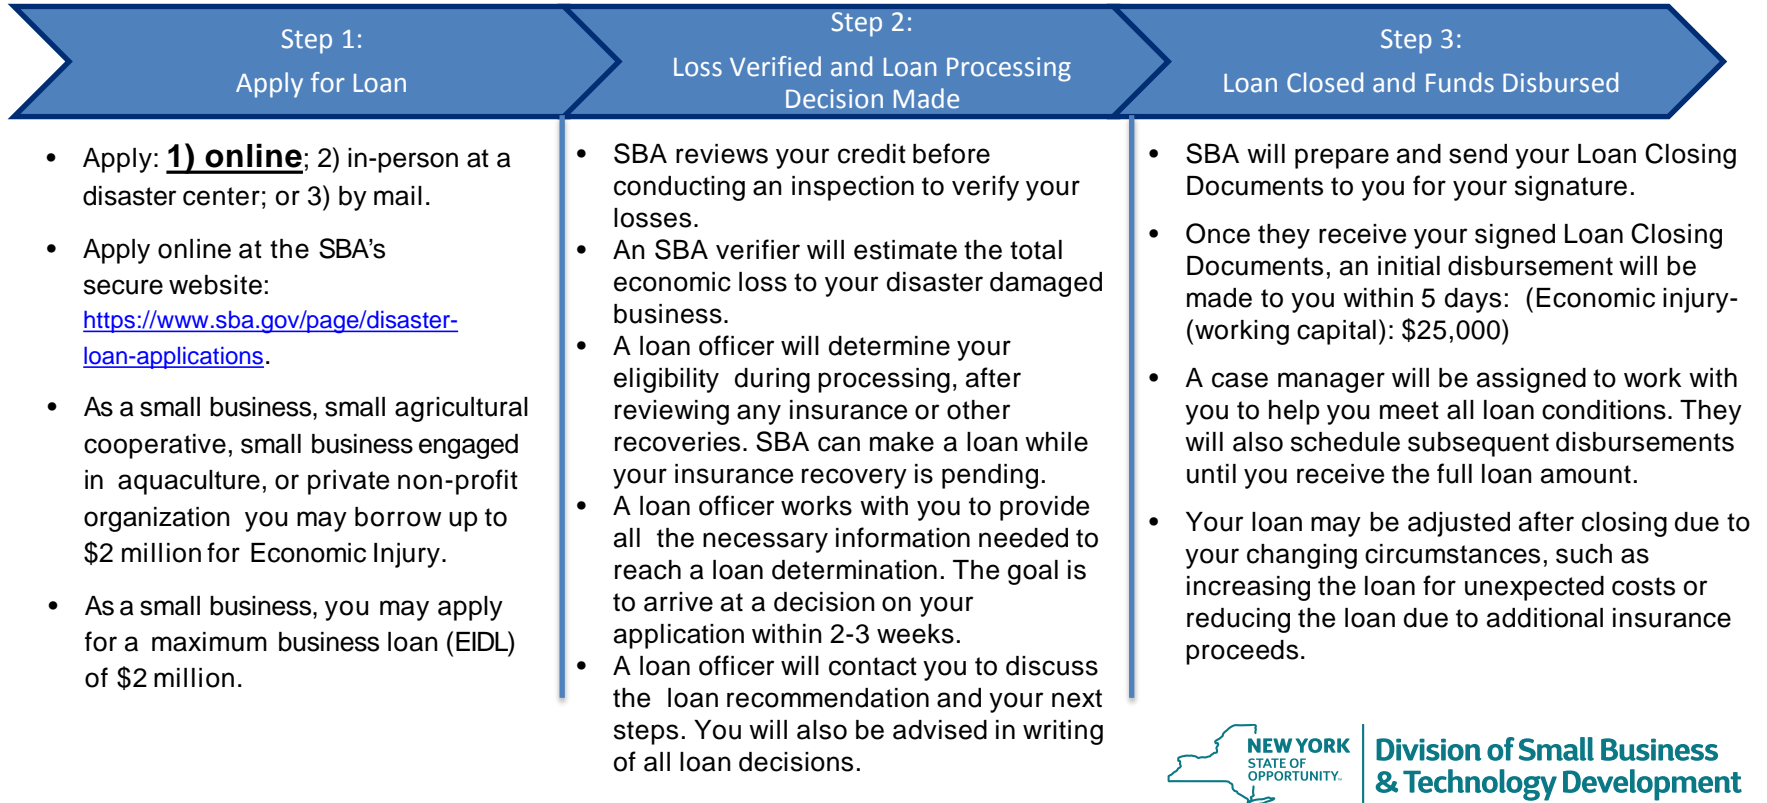 Step 1:
Apply for Loan
Step 2:
Loss Verified and Loan Processing
Decision Made
Step 3:
Loan Closed and Funds Disbursed
• Apply: 1) online; 2) in-person at a
disaster center; or 3) by mail.
• Apply online at the SBA’s
secure website:
https://www.sba.gov/page/disaster-
loan-applications.
• As a small business, small agricultural
cooperative, small business engaged
in aquaculture, or private non-profit
organization you may borrow up to
$2 million for Economic Injury.
• As a small business, you may apply
for a maximum business loan (EIDL)
of $2 million.
• SBA reviews your credit before
conducting an inspection to verify your
losses.
• An SBA verifier will estimate the total
economic loss to your disaster damaged
business.
• A loan officer will determine your
eligibility during processing, after
reviewing any insurance or other
recoveries. SBA can make a loan while
your insurance recovery is pending.
• A loan officer works with you to provide
all the necessary information needed to
reach a loan determination. The goal is
to arrive at a decision on your
application within 2-3 weeks.
• A loan officer will contact you to discuss
the loan recommendation and your next
steps. You will also be advised in writing
of all loan decisions.
• SBA will prepare and send your Loan Closing
Documents to you for your signature.
• Once they receive your signed Loan Closing
Documents, an initial disbursement will be
made to you within 5 days: (Economic injury-
(working capital): $25,000)
• A case manager will be assigned to work with
you to help you meet all loan conditions. They
will also schedule subsequent disbursements
until you receive the full loan amount.
• Your loan may be adjusted after closing due to
your changing circumstances, such as
increasing the loan for unexpected costs or
reducing the loan due to additional insurance
proceeds.
NEW YORK
STATE OF
OPPORTUNITY™
Division of Small Business
& Technology Development